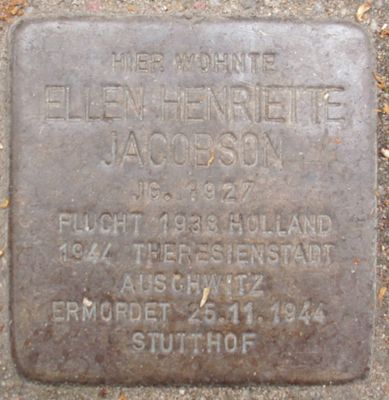 HIER WOHNTE
ELLEN HENRIETTE
JACOBSON
JG. 1927
FLUCHT 1938 HOLLAND
1944 THERESIENSTADT
AUSCHWITZ
ERMORDET 25.11.1944
STUTTHOF